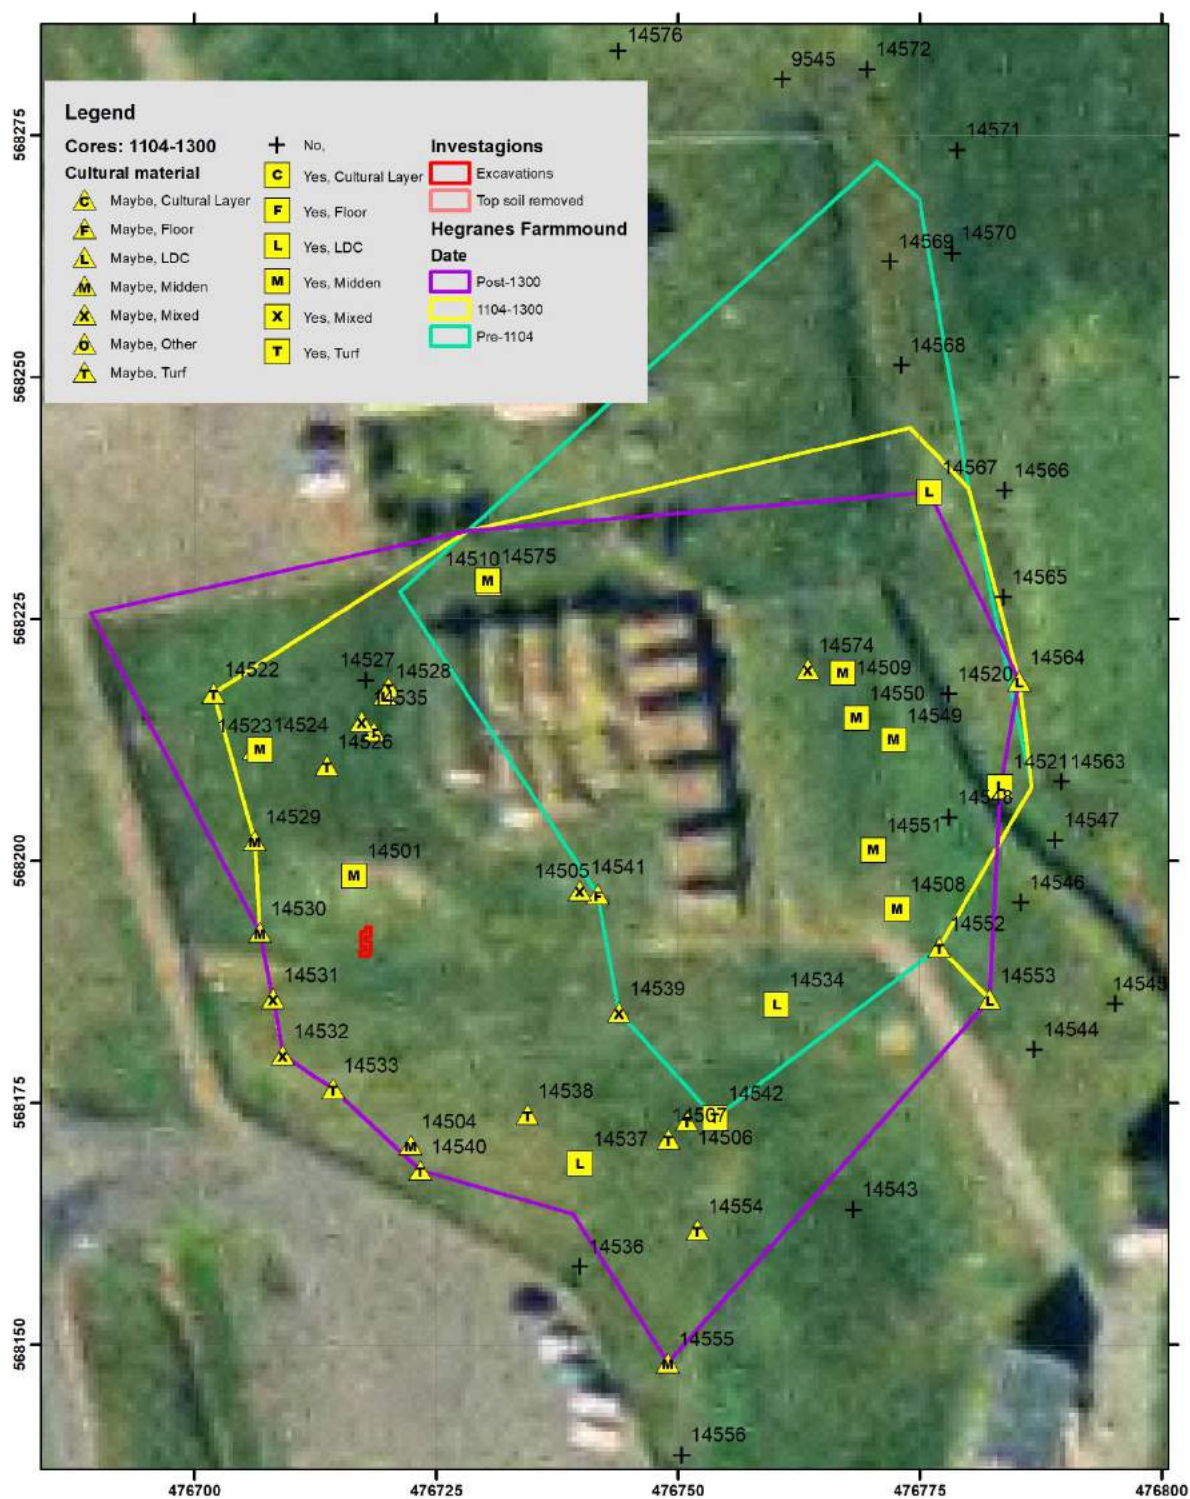 14576
9545
14572
14571
14569
14570
14568
Legend
Cores: 1104-1300
Cultural material
C Maybe, Cultural Layer
F Maybe, Floor
L Maybe, LDC
M Maybe, Midden
X Maybe, Mixed
O Maybe, Other
T Maybe, Turf
No,
C Yes, Cultural Layer
F Yes, Floor
L Yes, LDC
M Yes, Midden
X Yes, Mixed
T Yes, Turf
Investagions
Excavations
Top soil removed
Hegranes Farmmound
Date
Post-1300
1104-1300
Pre-1104
14567
14566
L
14510
14575
M
14565
14574
14564
X
M
14509
L
14527
14528
14522
T
14535
14550
14520
M
14549
X
M
14523
14524
M
14526
T
14521
14563
L
14548
14529
M
14551
M
14547
14501
M
14505
14541
X
F
14508
M
14546
14530
M
14552
T
14531
X
14539
X
14534
L
14553
L
14545
14532
X
14544
14533
T
14538
T
14507
14542
T
T
14504
M
14540
T
14537
L
14506
T
14554
T
14543
14536
14555
M
14556
568275
568250
568225
568200
568175
568150
476700
476725
476750
476775
476800